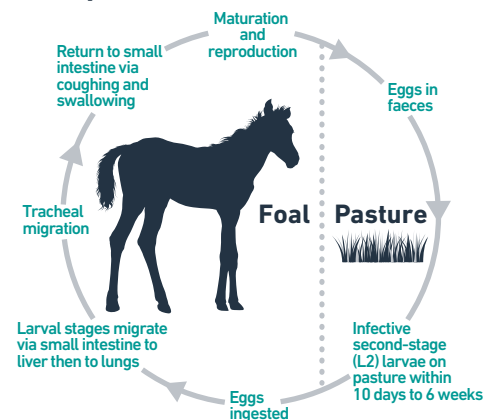 Maturation
and
reproduction
Eggs in
faeces
Pasture
Infective
second-stage
(L2) larvae on
pasture within
10 days to 6 weeks
Eggs
ingested
Larval stages migrate
via small intestine to
liver then to lungs
Tracheal
migration
Return to small
intestine via
coughing and
swallowing
Foal